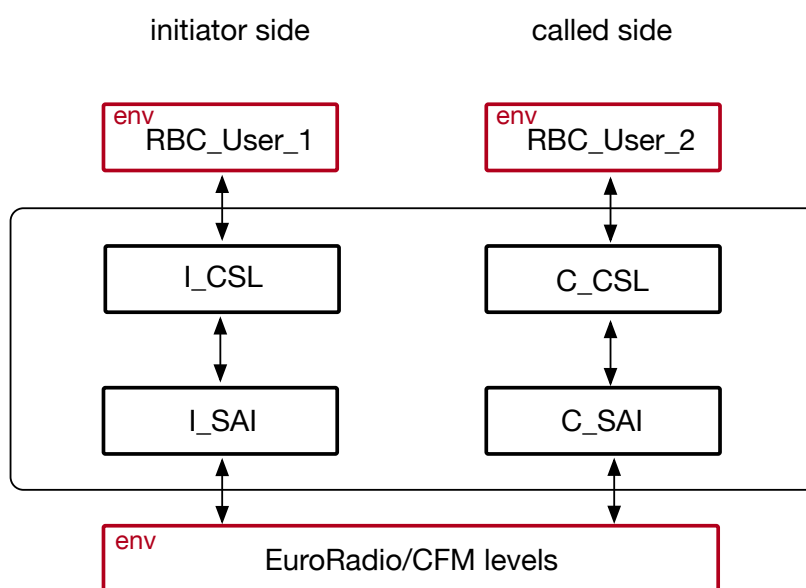 initiator side
called side
env
RBC_User_1
env
RBC_User_2
I_CSL
C_CSL
I_SAI
C_SAI
env
EuroRadio/CFM levels